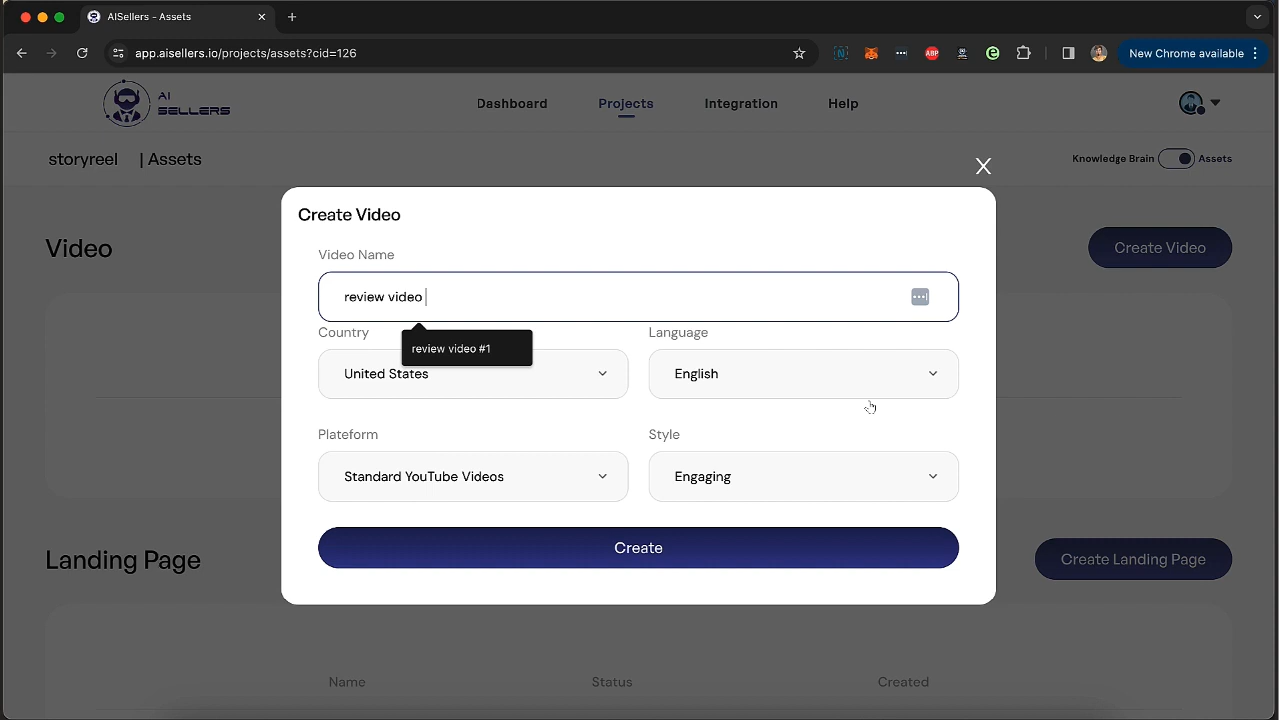 AISellers - Assets
app.aisellers.io/projects/assets?cid=126
ABP
New Chrome available
AI
SELLERS
Dashboard
Projects
Integration
Help
storyreel | Assets
Knowledge Brain
Assets
X
Create Video
Video Name
review video
review video #1
Country
Language
United States
English
Plateform
Style
Standard YouTube Videos
Engaging
Create
Video
Create Video
Landing Page
Create Landing Page
Name
Status
Created